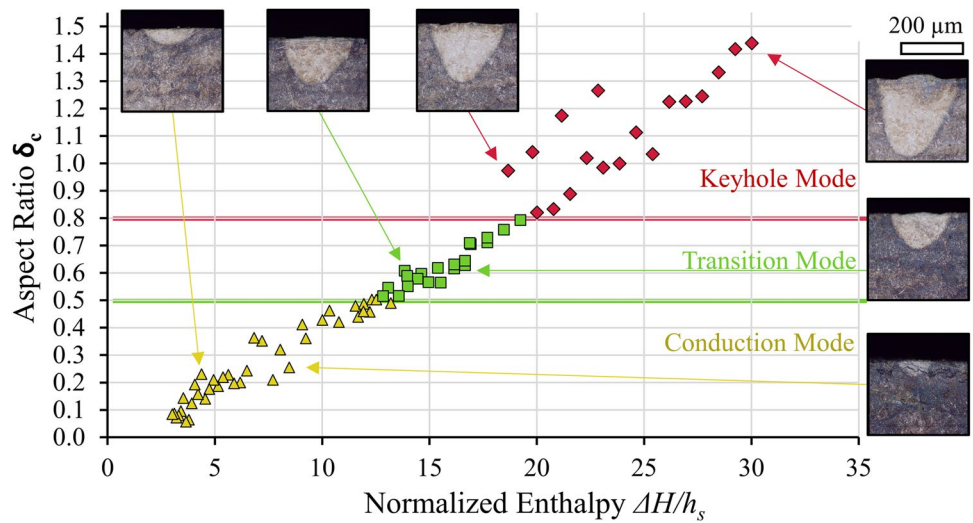 1.5
1.4
1.3
1.2
1.1
1.0
0.9
0.8
0.7
0.6
0.5
0.4
0.3
0.2
0.1
0.0
Aspect Ratio δc
200 µm
Keyhole Mode
Transition Mode
Conduction Mode
0 5 10 15 20 25 30 35
Normalized Enthalpy ΔH/hs